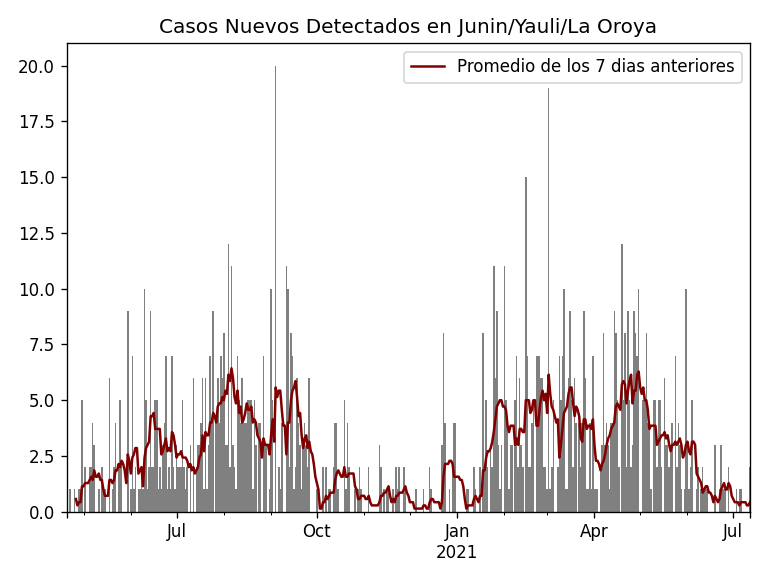 Casos Nuevos Detectados en Junin/Yauli/La Oroya
Promedio de los 7 dias anteriores
20.0
17.5
15.0
12.5
10.0
7.5
5.0
2.5
0.0
Jul
Oct
Jan
Apr
Jul
2021